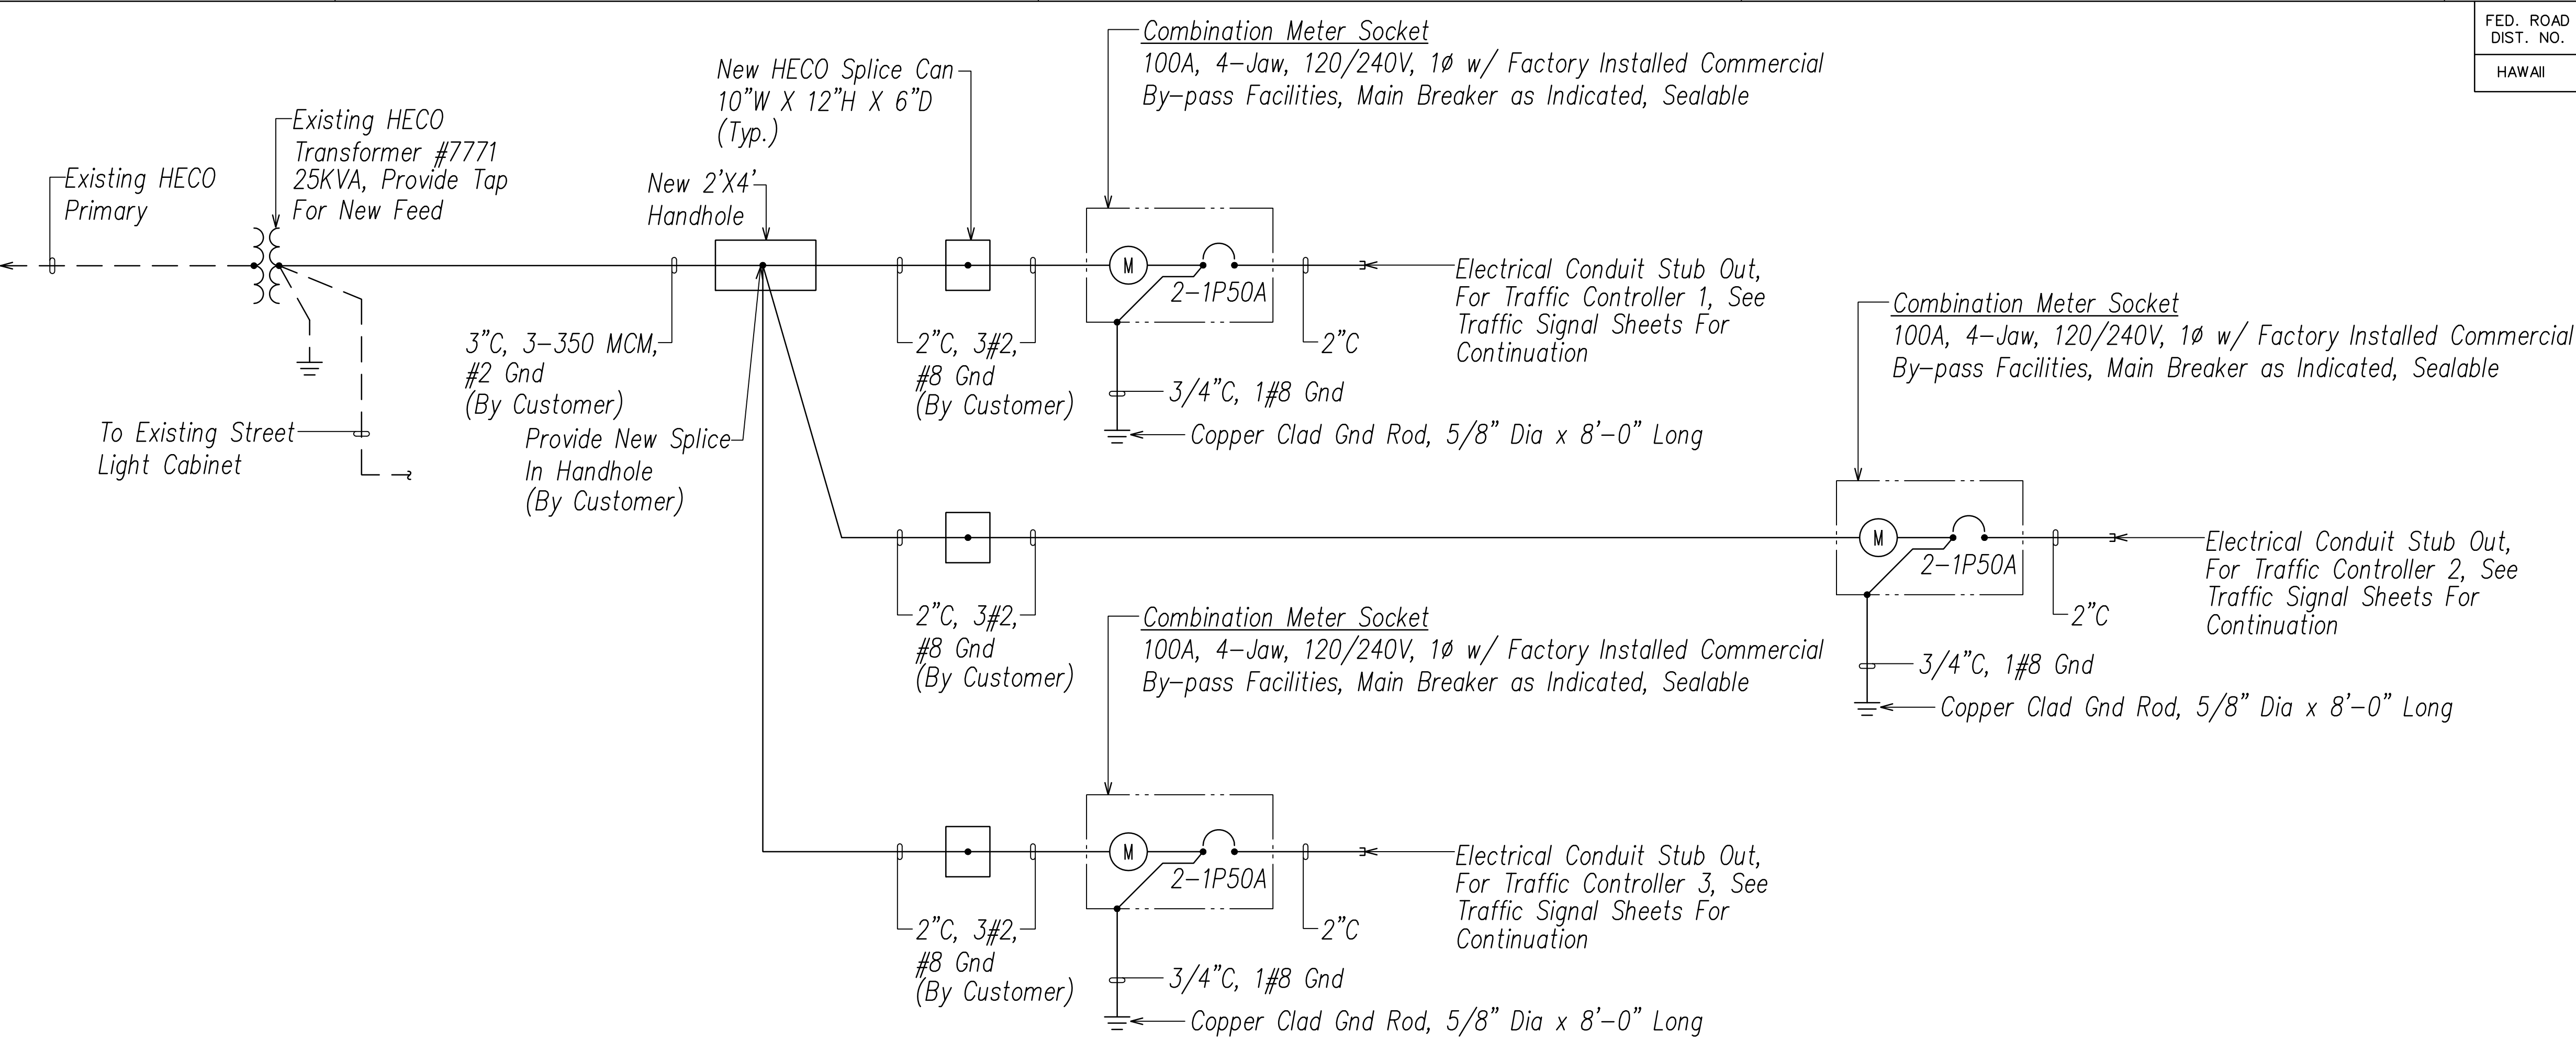 FED. ROAD
DIST. NO.
HAWAII
Combination Meter Socket
100A, 4-Jaw, 120/240V, 1ø w/ Factory Installed Commercial
By-pass Facilities, Main Breaker as Indicated, Sealable
New HECO Splice Can
10"W X 12"H X 6"D
(Typ.)
Existing HECO
Transformer #7771
25KVA, Provide Tap
For New Feed
Existing HECO
Primary
New 2'X4'
Handhole
M
2-1P50A
Electrical Conduit Stub Out,
For Traffic Controller 1, See
Traffic Signal Sheets For
Continuation
3"C, 3-350 MCM,
#2 Gnd
(By Customer)
2"C, 3#2,
#8 Gnd
(By Customer)
2"C
3/4"C, 1#8 Gnd
Copper Clad Gnd Rod, 5/8" Dia x 8'-0" Long
To Existing Street
Light Cabinet
Provide New Splice
In Handhole
(By Customer)
Combination Meter Socket
100A, 4-Jaw, 120/240V, 1ø w/ Factory Installed Commercial
By-pass Facilities, Main Breaker as Indicated, Sealable
M
2-1P50A
Electrical Conduit Stub Out,
For Traffic Controller 2, See
Traffic Signal Sheets For
Continuation
2"C, 3#2,
#8 Gnd
(By Customer)
2"C
3/4"C, 1#8 Gnd
Copper Clad Gnd Rod, 5/8" Dia x 8'-0" Long
Combination Meter Socket
100A, 4-Jaw, 120/240V, 1ø w/ Factory Installed Commercial
By-pass Facilities, Main Breaker as Indicated, Sealable
M
2-1P50A
Electrical Conduit Stub Out,
For Traffic Controller 3, See
Traffic Signal Sheets For
Continuation
2"C, 3#2,
#8 Gnd
(By Customer)
2"C
3/4"C, 1#8 Gnd
Copper Clad Gnd Rod, 5/8" Dia x 8'-0" Long